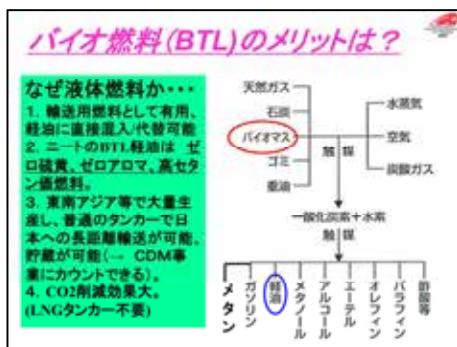 バイオ燃料(BTL)のメリットは？
なぜ液体燃料か・・・
1. 輸送用燃料として有用、
軽油に直接混入/代替可能
2. ニートのBTL軽油は ゼ
ロ硫黄、ゼロアロマ、高セタ
ン価燃料。
3. 東南アジア等で大量生
産し、普通のタンカーで日
本への長距離輸送が可能、
貯蔵が可能(→ CDM事
業にカウントできる)。
4. CO2削減効果大。
(LNGタンカー不要)
天然ガス
石炭
バイオマス
ゴミ
重油
水蒸気
空気
炭酸ガス
触 媒
一酸化炭素＋水素
触 媒
メタン
ガソリン
軽油
メタノール
アルコール
エーテル
オレフィン
パラフィン
酢酸等